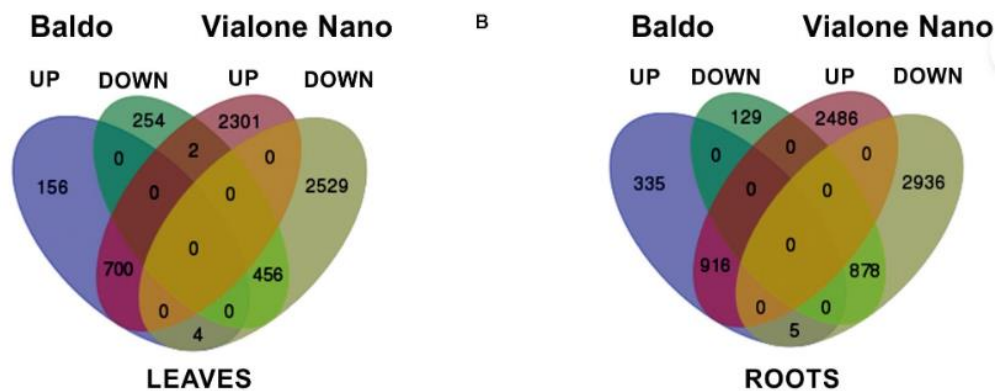 Baldo Vialone Nano B Baldo Vialone Nano
UP DOWN UP DOWN UP DOWN UP DOWN
254 2301 129 2486
0 2 0 0 0 0
156 0 0 2529 335 0 0 2936
0 0
700 456 916 878
0 0 0 0
4 5
LEAVES ROOTS